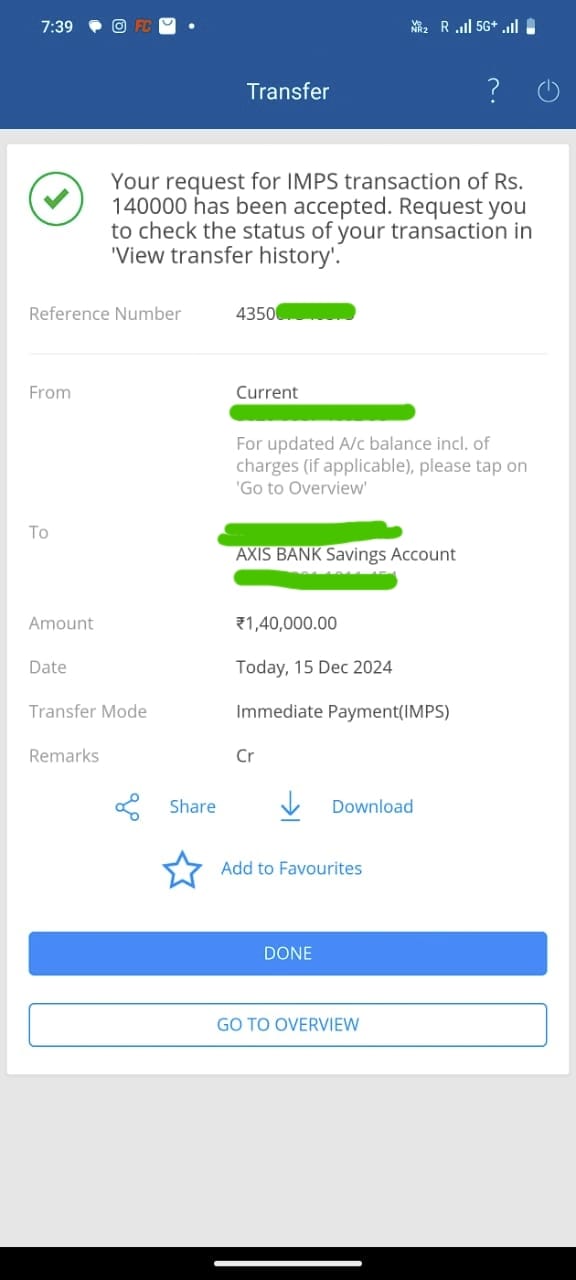 7:39 FC Vo NR2 R 5G+
Transfer ?
Your request for IMPS transaction of Rs.
140000 has been accepted. Request you
to check the status of your transaction in
'View transfer history'.
Reference Number 4350
From Current
For updated A/c balance incl. of
charges (if applicable), please tap on
'Go to Overview'
To
AXIS BANK Savings Account
Amount ₹1,40,000.00
Date Today, 15 Dec 2024
Transfer Mode Immediate Payment(IMPS)
Remarks Cr
Share Download
Add to Favourites
DONE
GO TO OVERVIEW